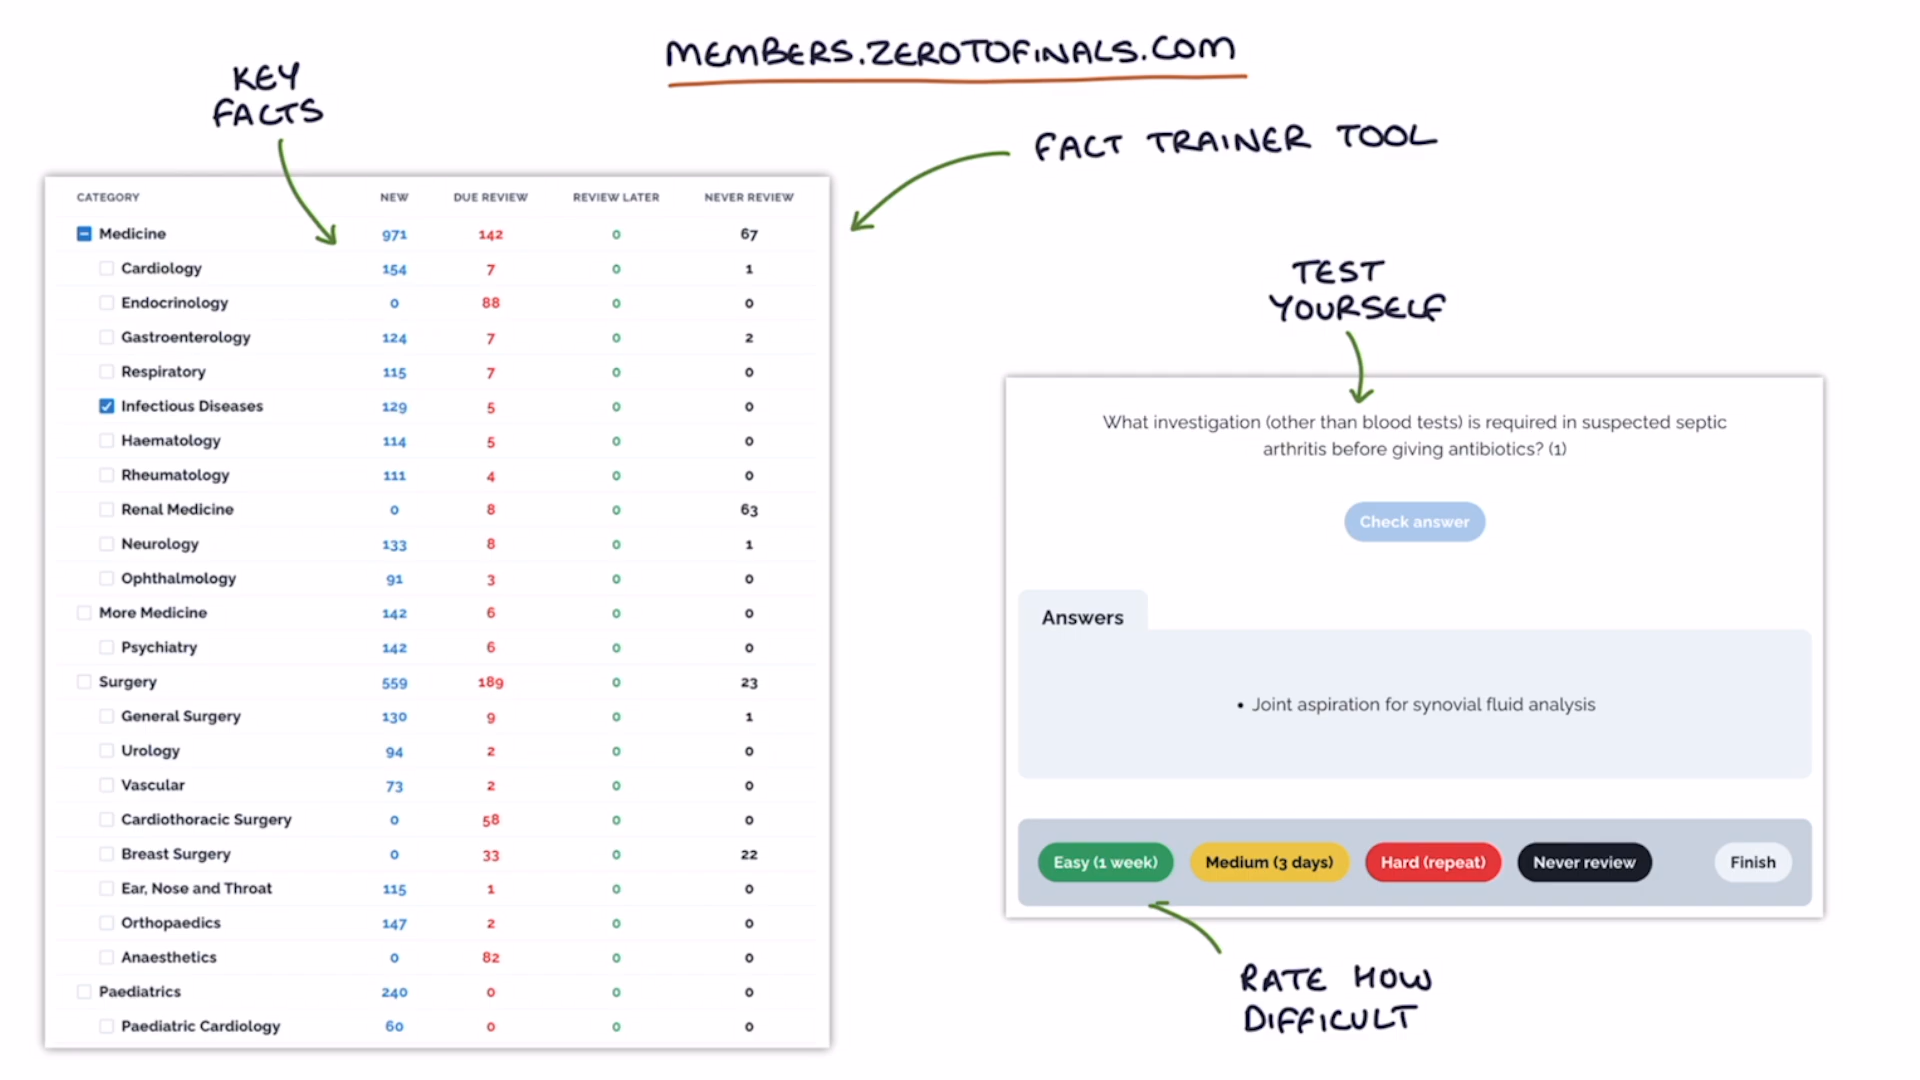 MEMBERS.ZEROTOFINALS.COM
KEY
FACTS
FACT TRAINER TOOL
CATEGORY NEW DUE REVIEW REVIEW LATER NEVER REVIEW
Medicine 971 142 0 67
Cardiology 154 7 0 1
Endocrinology 0 88 0 0
Gastroenterology 124 7 0 2
Respiratory 115 7 0 0
Infectious Diseases 129 5 0 0
Haematology 114 5 0 0
Rheumatology 111 4 0 0
Renal Medicine 0 8 0 63
Neurology 133 8 0 1
Ophthalmology 91 3 0 0
More Medicine 142 6 0 0
Psychiatry 142 6 0 0
Surgery 559 189 0 23
General Surgery 130 9 0 1
Urology 94 2 0 0
Vascular 73 2 0 0
Cardiothoracic Surgery 0 58 0 0
Breast Surgery 0 33 0 22
Ear, Nose and Throat 115 1 0 0
Orthopaedics 147 2 0 0
Anaesthetics 0 82 0 0
Paediatrics 240 0 0 0
Paediatric Cardiology 60 0 0 0
TEST
YOURSELF
What investigation (other than blood tests) is required in suspected septic
arthritis before giving antibiotics? (1)
Check answer
Answers
• Joint aspiration for synovial fluid analysis
Easy (1 week) Medium (3 days) Hard (repeat) Never review Finish
RATE HOW
DIFFICULT